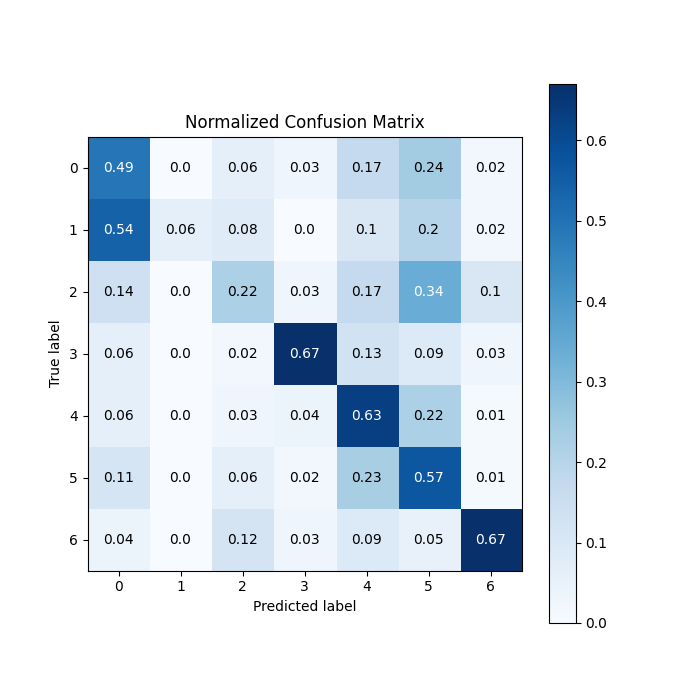 Normalized Confusion Matrix
0 0.49 0.0 0.06 0.03 0.17 0.24 0.02
1 0.54 0.06 0.08 0.0 0.1 0.2 0.02
2 0.14 0.0 0.22 0.03 0.17 0.34 0.1
3 0.06 0.0 0.02 0.67 0.13 0.09 0.03
4 0.06 0.0 0.03 0.04 0.63 0.22 0.01
5 0.11 0.0 0.06 0.02 0.23 0.57 0.01
6 0.04 0.0 0.12 0.03 0.09 0.05 0.67
0 1 2 3 4 5 6
Predicted label
True label
0.6
0.5
0.4
0.3
0.2
0.1
0.0